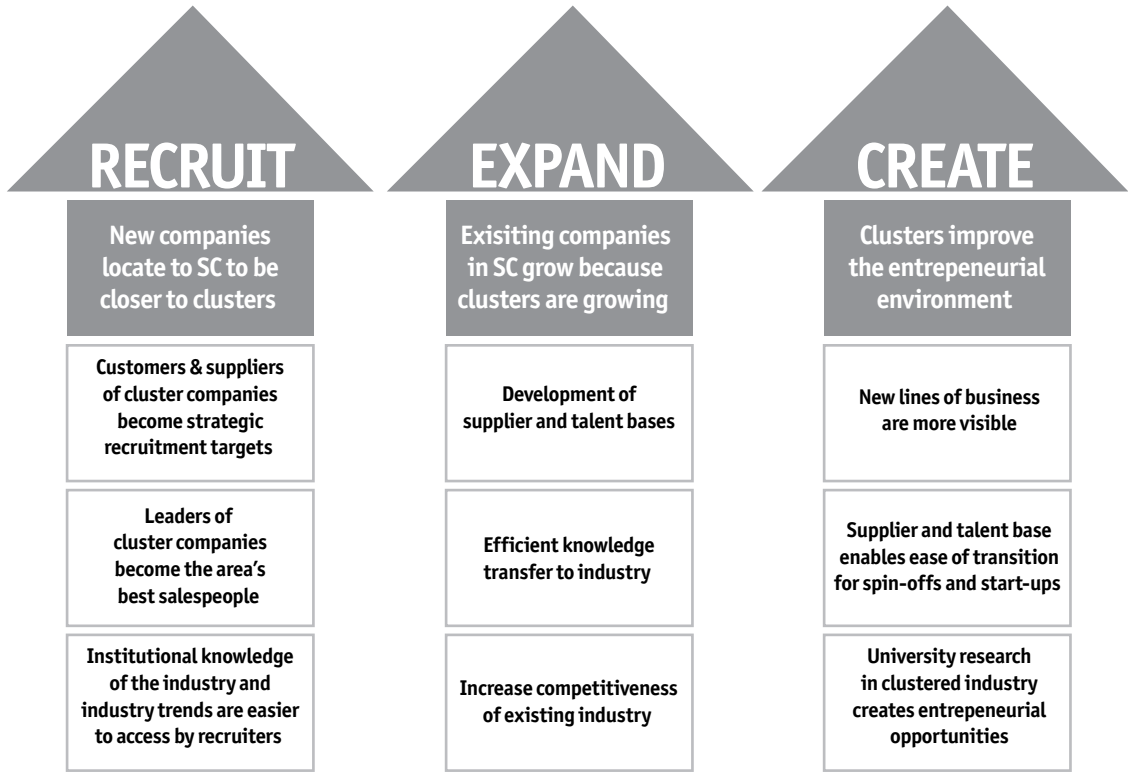 RECRUIT
New companies
locate to SC to be
closer to clusters
Customers & suppliers
of cluster companies
become strategic
recruitment targets
Leaders of
cluster companies
become the area's
best salespeople
Institutional knowledge
of the industry and
industry trends are easier
to access by recruiters
EXPAND
Exisiting companies
in SC grow because
clusters are growing
Development of
supplier and talent bases
Efficient knowledge
transfer to industry
Increase competitiveness
of existing industry
CREATE
Clusters improve
the entrepeneurial
environment
New lines of business
are more visible
Supplier and talent base
enables ease of transition
for spin-offs and start-ups
University research
in clustered industry
creates entrepeneurial
opportunities